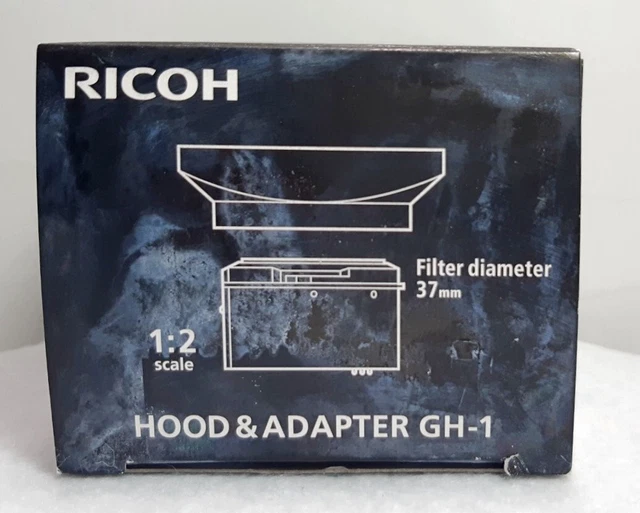 RICOH
Filter diameter
37mm
1:2
scale
HOOD & ADAPTER GH-1